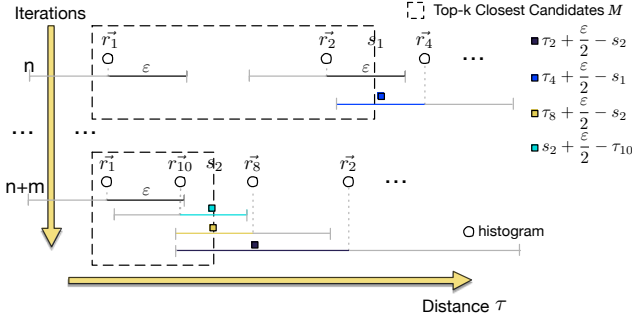 Iterations
Top-k Closest Candidates M
r⃗₁ r⃗₂ s₁ r⃗₄ ...
n ε ε
τ₂ + ε/2 − s₂
τ₄ + ε/2 − s₁
τ₈ + ε/2 − s₂
s₂ + ε/2 − τ₁₀
... ...
r⃗₁ r⃗₁₀ s₂ r⃗₈ r⃗₂ ...
n+m ε
histogram
Distance τ